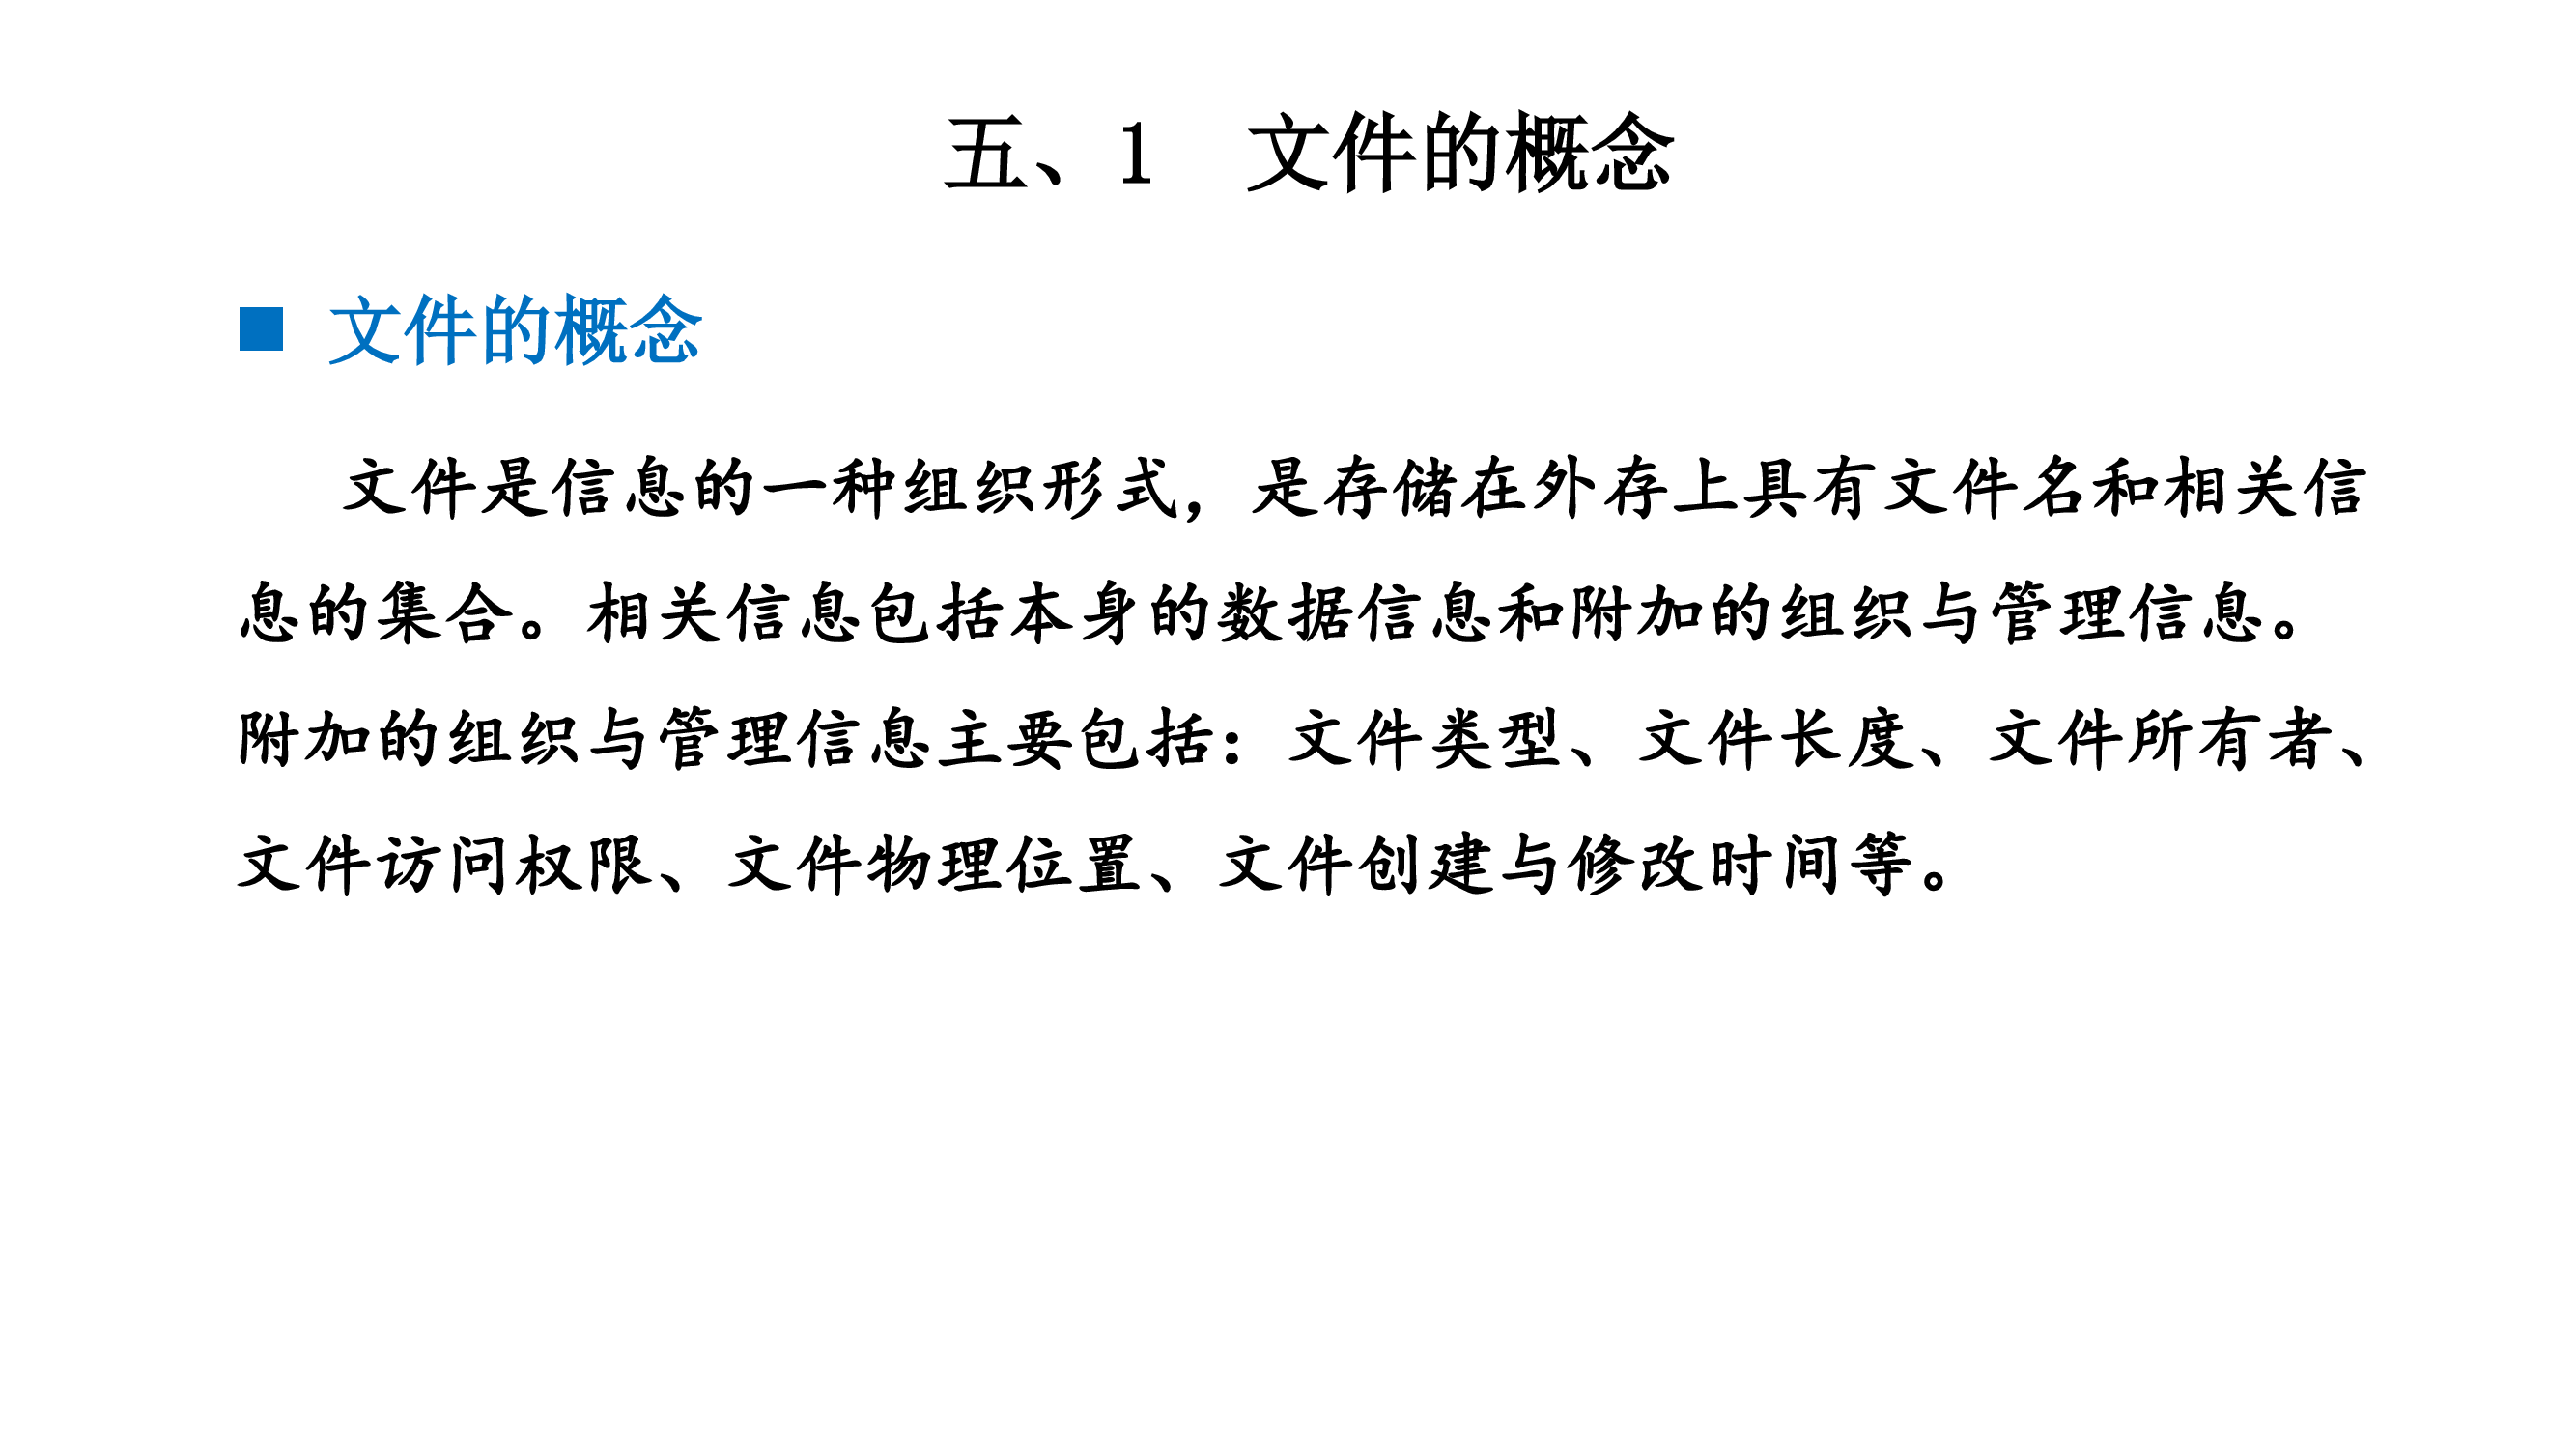 五、1 文件的概念
■ 文件的概念
文件是信息的一种组织形式，是存储在外存上具有文件名和相关信
息的集合。相关信息包括本身的数据信息和附加的组织与管理信息。
附加的组织与管理信息主要包括：文件类型、文件长度、文件所有者、
文件访问权限、文件物理位置、文件创建与修改时间等。